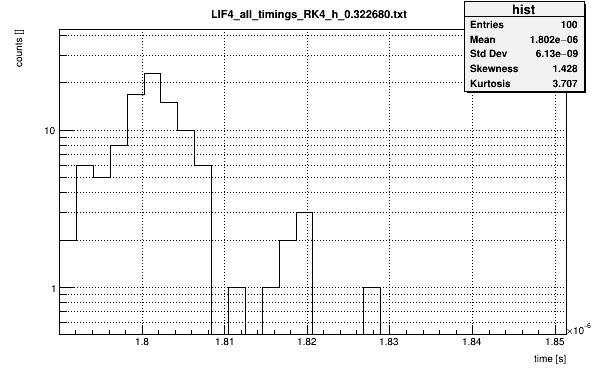 LIF4_all_timings_RK4_h_0.322680.txt
hist
Entries 100
Mean 1.802e−06
Std Dev 6.13e−09
Skewness 1.428
Kurtosis 3.707
counts []
10
1
1.8 1.81 1.82 1.83 1.84 1.85
×10⁻⁶
time [s]